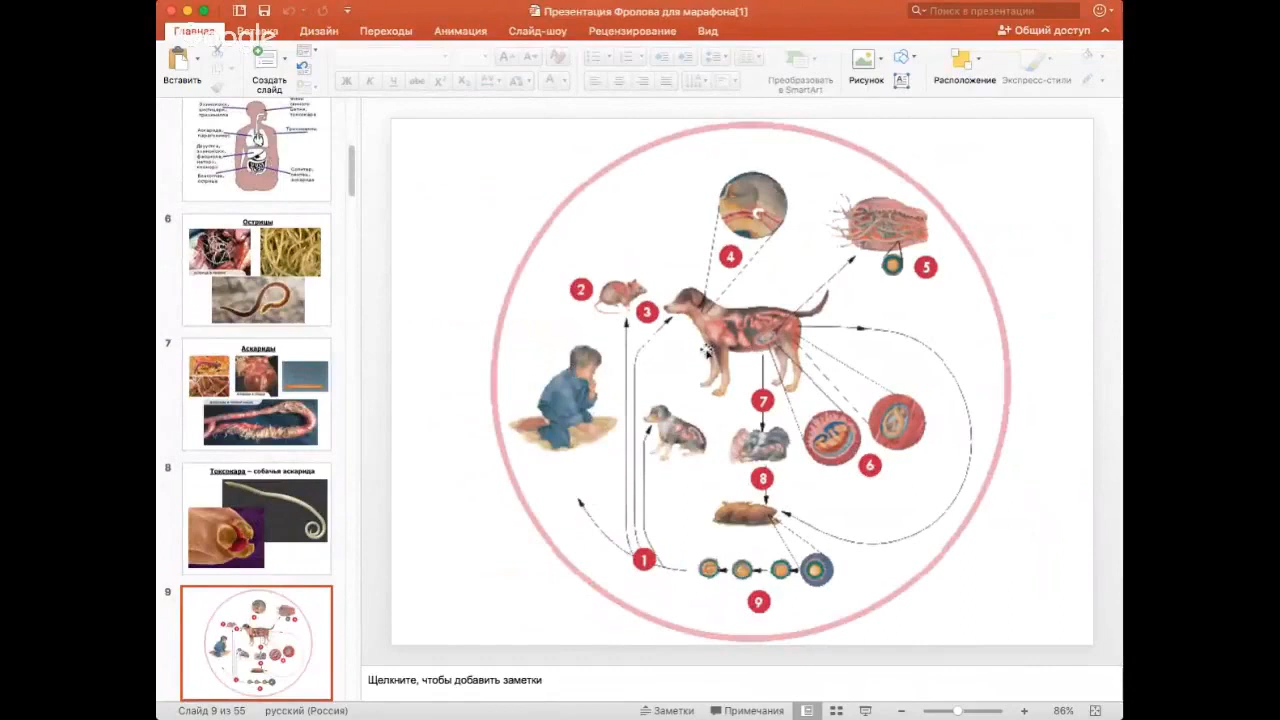 Презентация Фролова для марафона[1]
Поиск в презентации
Главная Вставка Дизайн Переходы Анимация Слайд-шоу Рецензирование Вид Общий доступ
Google
Вставить
Создать слайд
Преобразовать в SmartArt
Рисунок
Расположение
Экспресс-стили
6
Острицы
7
Аскариды
8
Токсокара – собачья аскарида
9
4
5
2
3
7
6
8
1
9
Щелкните, чтобы добавить заметки
Слайд 9 из 55 русский (Россия) Заметки Примечания 86%